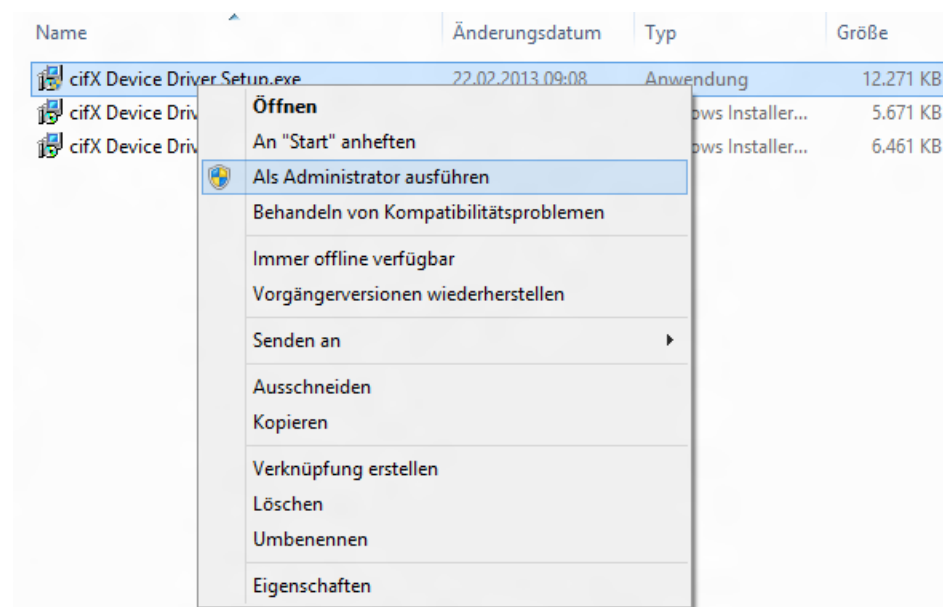 Name Änderungsdatum Typ Größe
cifX Device Driver Setup.exe 22.02.2013 09:08 Anwendung 12.271 KB
cifX Device Driv ows Installer... 5.671 KB
cifX Device Driv ows Installer... 6.461 KB
Öffnen
An "Start" anheften
Als Administrator ausführen
Behandeln von Kompatibilitätsproblemen
Immer offline verfügbar
Vorgängerversionen wiederherstellen
Senden an
Ausschneiden
Kopieren
Verknüpfung erstellen
Löschen
Umbenennen
Eigenschaften